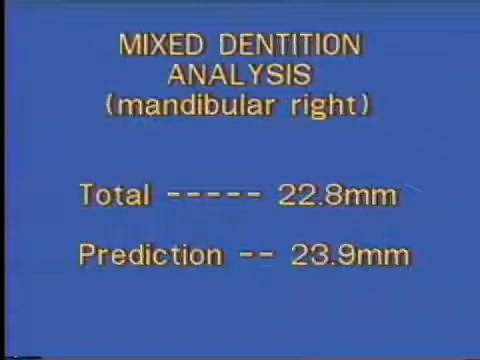 MIXED DENTITION
ANALYSIS
(mandibular right)
Total ----- 22.8mm
Prediction -- 23.9mm